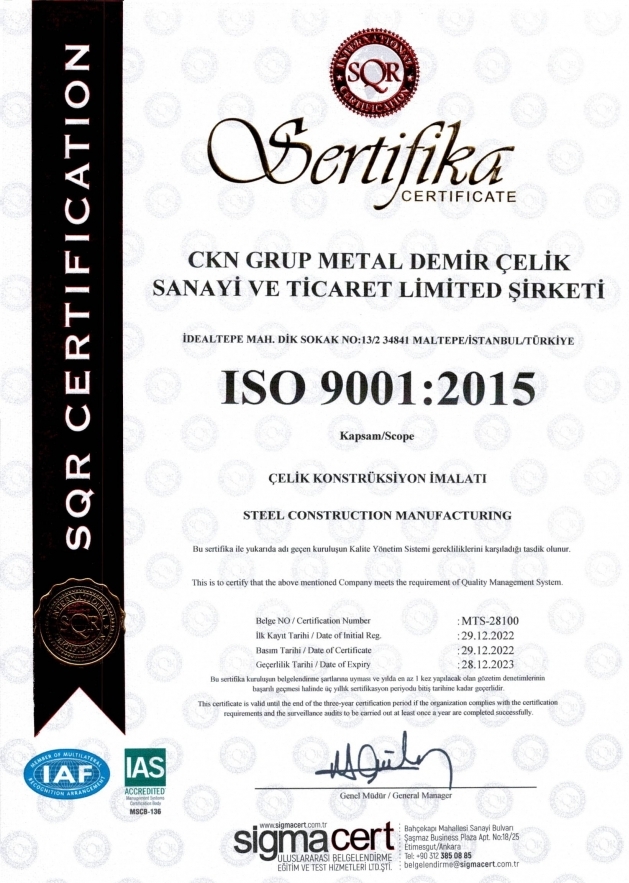 SQR CERTIFICATION
INTERNATIONAL
SQR
CERTIFICATION
Sertifika
CERTIFICATE
CKN GRUP METAL DEMİR ÇELİK
SANAYİ VE TİCARET LİMİTED ŞİRKETİ
İDEALTEPE MAH. DİK SOKAK NO:13/2 34841 MALTEPE/İSTANBUL/TÜRKİYE
ISO 9001:2015
Kapsam/Scope
ÇELİK KONSTRÜKSİYON İMALATI
STEEL CONSTRUCTION MANUFACTURING
Bu sertifika ile yukarıda adı geçen kuruluşun Kalite Yönetim Sistemi gerekliliklerini karşıladığı tasdik olunur.
This is to certify that the above mentioned Company meets the requirement of Quality Management System.
Belge NO / Certification Number : MTS-28100
İlk Kayıt Tarihi / Date of Initial Reg. : 29.12.2022
Basım Tarihi / Date of Certificate : 29.12.2022
Geçerlilik Tarihi / Date of Expiry : 28.12.2023
Bu sertifika kuruluşun belgelendirme şartlarına uyması ve yılda en az 1 kez yapılacak olan gözetim denetimlerinin
başarılı geçmesi halinde üç yıllık sertifikasyon periyodu bitiş tarihine kadar geçerlidir.
This certificate is valid until the end of the three-year certification period if the organization complies with the certification
requirements and the surveillance audits to be carried out at least once a year are completed successfully.
INTERNATIONAL
SQR
CERTIFICATION
MEMBER OF MULTILATERAL
IAF
RECOGNITION ARRANGEMENT
IAS
ACCREDITED
Management Systems
Certification Body
MSCB-136
Genel Müdür / General Manager
www.sigmacert.com.tr
sigmacert
ULUSLARARASI BELGELENDİRME
EĞİTİM VE TEST HİZMETLERİ LTD.ŞTİ.
Bahçekapı Mahallesi Sanayi Bulvarı
Şaşmaz Business Plaza Apt. No:18/25
Etimesgut/Ankara
Tel: +90 312 385 08 85
belgelendirme@sigmacert.com.tr